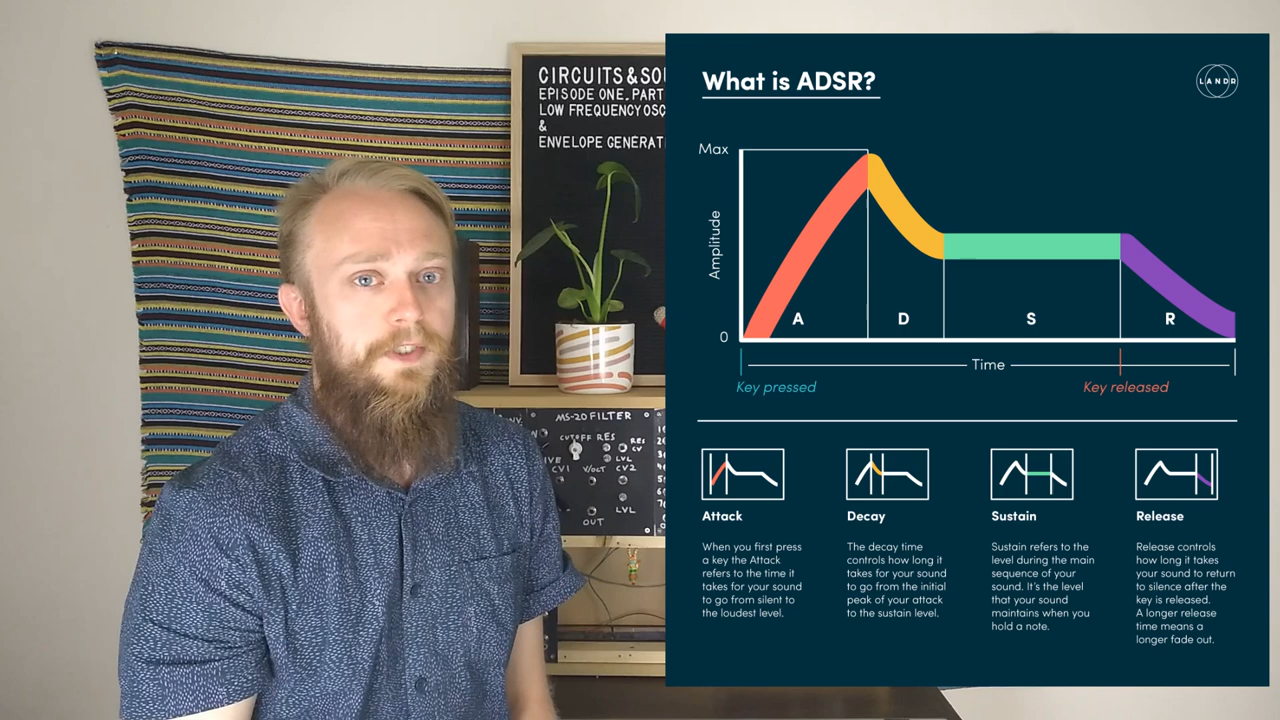 CIRCUITS & SOU
EPISODE ONE, PART
LOW FREQUENCY OSC
&
ENVELOPE GENERAT
MS-20 FILTER
CUTOFF RES
RES
CV
LVL
CV1 V/OCT CV2
LVL
OUT
What is ADSR?
LANDR
Max
Amplitude
0
A
D
S
R
Time
Key pressed
Key released
Attack
When you first press
a key the Attack
refers to the time it
takes for your sound
to go from silent to
the loudest level.
Decay
The decay time
controls how long it
takes for your sound
to go from the initial
peak of your attack
to the sustain level.
Sustain
Sustain refers to the
level during the main
sequence of your
sound. It's the level
that your sound
maintains when you
hold a note.
Release
Release controls
how long it takes
your sound to return
to silence after the
key is released.
A longer release
time means a
longer fade out.